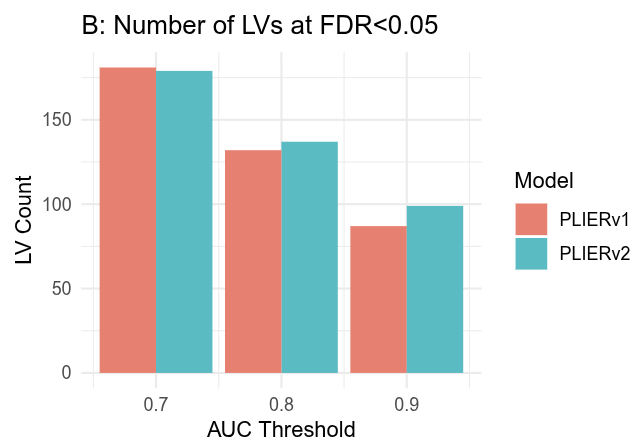 B: Number of LVs at FDR<0.05
LV Count
150
100
50
0
0.7 0.8 0.9
AUC Threshold
Model
PLIERv1
PLIERv2